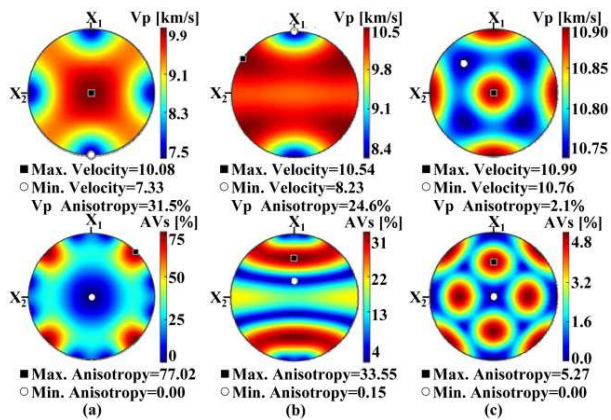 Vp [km/s] Vp [km/s] Vp [km/s]
X1 X1 X1
9.9 10.5 10.90
9.1 9.8 10.85
X2 X2 X2
8.3 9.1 10.80
7.5 8.4 10.75
Max. Velocity=10.08 Max. Velocity=10.54 Max. Velocity=10.99
Min. Velocity=7.33 Min. Velocity=8.23 Min. Velocity=10.76
Vp Anisotropy=31.5% Vp Anisotropy=24.6% Vp Anisotropy=2.1%
X1 AVs [%] X1 AVs [%] X1 AVs [%]
75 31 4.8
50 22 3.2
X2 X2 X2
25 13 1.6
0 4 0.0
Max. Anisotropy=77.02 Max. Anisotropy=33.55 Max. Anisotropy=5.27
Min. Anisotropy=0.00 Min. Anisotropy=0.15 Min. Anisotropy=0.00
(a) (b) (c)